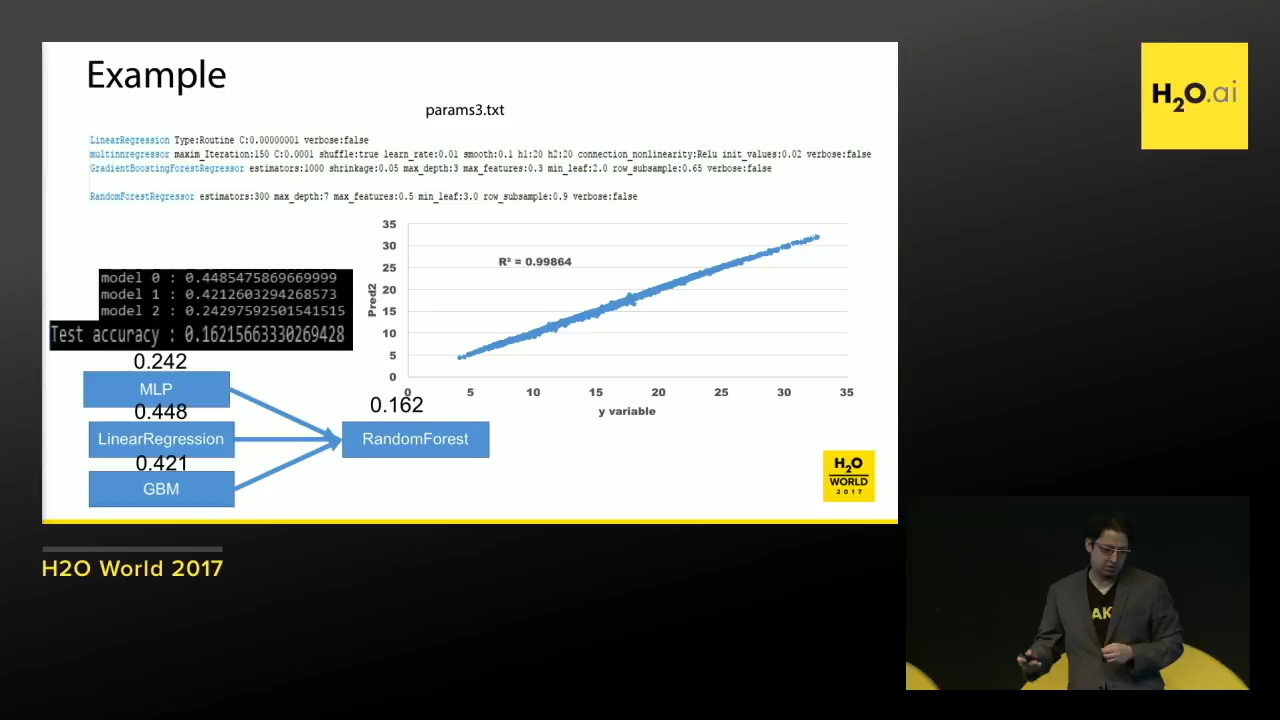 Example
params3.txt
LinearRegression Type:Routine C:0.00000001 verbose:false
multinnregressor maxim_Iteration:150 C:0.0001 shuffle:true learn_rate:0.01 smooth:0.1 h1:20 h2:20 connection_nonlinearity:Relu init_values:0.02 verbose:false
GradientBoostingForestRegressor estimators:1000 shrinkage:0.05 max_depth:3 max_features:0.3 min_leaf:2.0 row_subsample:0.65 verbose:false
RandomForestRegressor estimators:300 max_depth:7 max_features:0.5 min_leaf:3.0 row_subsample:0.9 verbose:false
model 0 : 0.4485475869669999
model 1 : 0.4212603294268573
model 2 : 0.24297592501541515
Test accuracy : 0.16215663330269428
35
30
25
20
15
10
5
0
Pred2
R² = 0.99864
0 5 10 15 20 25 30 35
y variable
0.242
MLP
0.448
LinearRegression
0.421
GBM
0.162
RandomForest
H2O
WORLD
2017
H2O.ai
H2O World 2017
AK